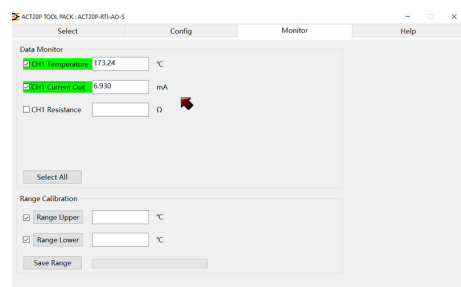 ACT20P TOOL PACK : ACT20P-RTI-AO-S
Select Config Monitor Help
Data Monitor
CH1 Temperature 173.24 ℃
CH1 Current Out 6.930 mA
CH1 Resistance Ω
Select All
Range Calibration
Range Upper ℃
Range Lower ℃
Save Range